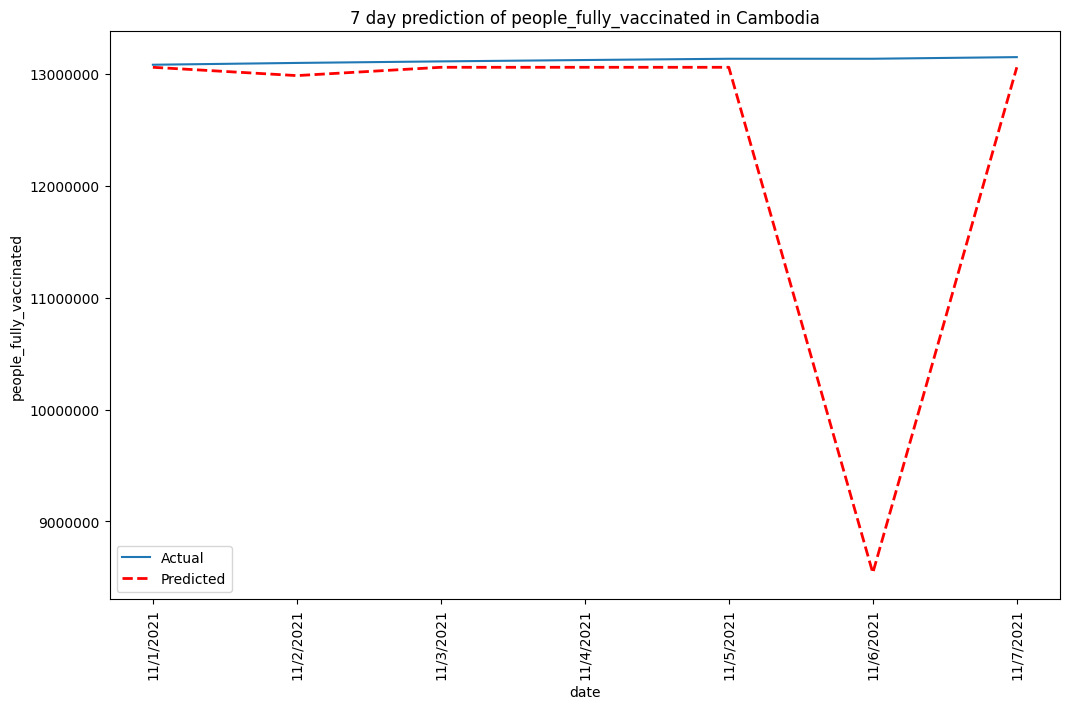 7 day prediction of people_fully_vaccinated in Cambodia
people_fully_vaccinated
13000000
12000000
11000000
10000000
9000000
Actual
Predicted
11/1/2021
11/2/2021
11/3/2021
11/4/2021
11/5/2021
11/6/2021
11/7/2021
date